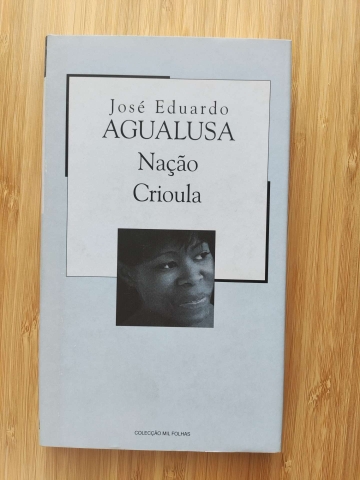 José Eduardo
AGUALUSA
Nação
Crioula
COLECÇÃO MIL FOLHAS